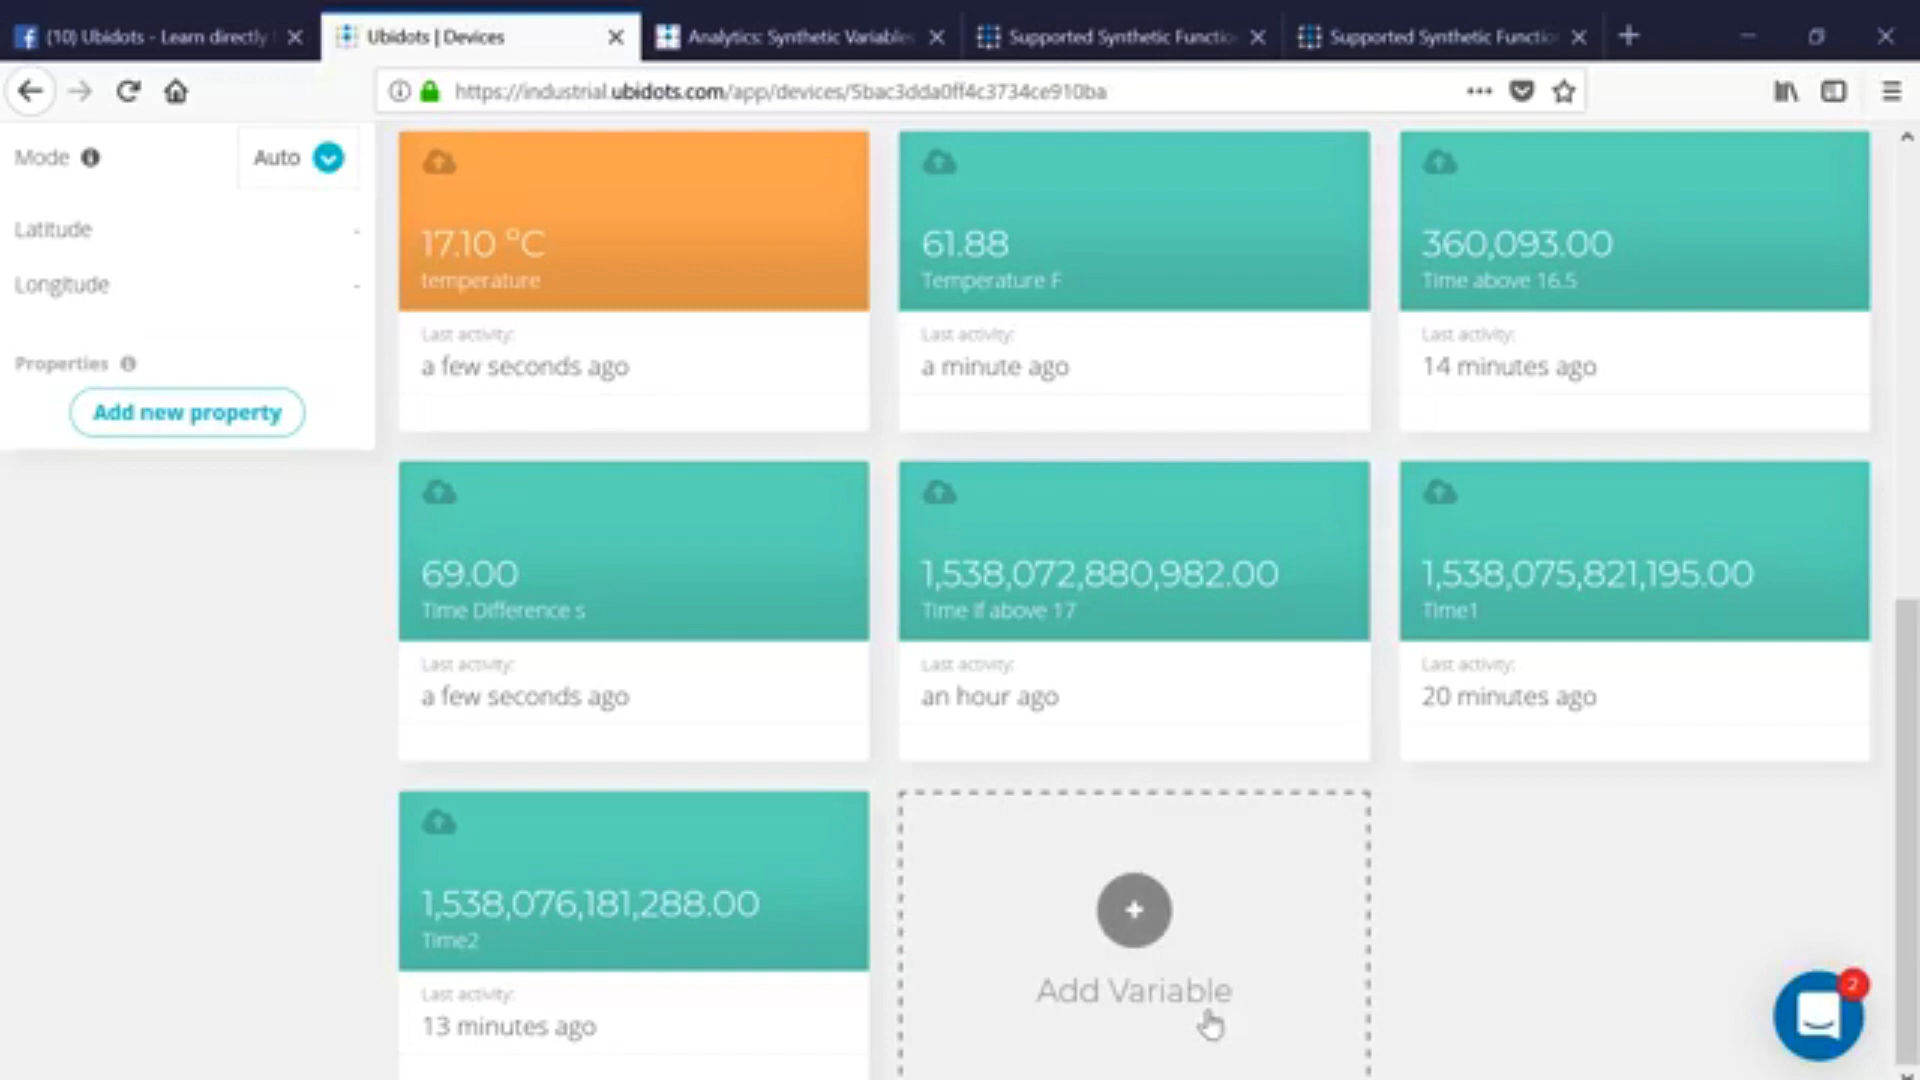 (10) Ubidots - Learn directly
Ubidots | Devices
Analytics: Synthetic Variables
Supported Synthetic Functio
Supported Synthetic Functio
https://industrial.ubidots.com/app/devices/5bac3dda0ff4c3734ce910ba
Mode
Auto
Latitude
-
Longitude
-
Properties
Add new property
17.10 °C
temperature
Last activity:
a few seconds ago
61.88
Temperature F
Last activity:
a minute ago
360,093.00
Time above 16.5
Last activity:
14 minutes ago
69.00
Time Difference s
Last activity:
a few seconds ago
1,538,072,880,982.00
Time if above 17
Last activity:
an hour ago
1,538,075,821,195.00
Time1
Last activity:
20 minutes ago
1,538,076,181,288.00
Time2
Last activity:
13 minutes ago
Add Variable
2